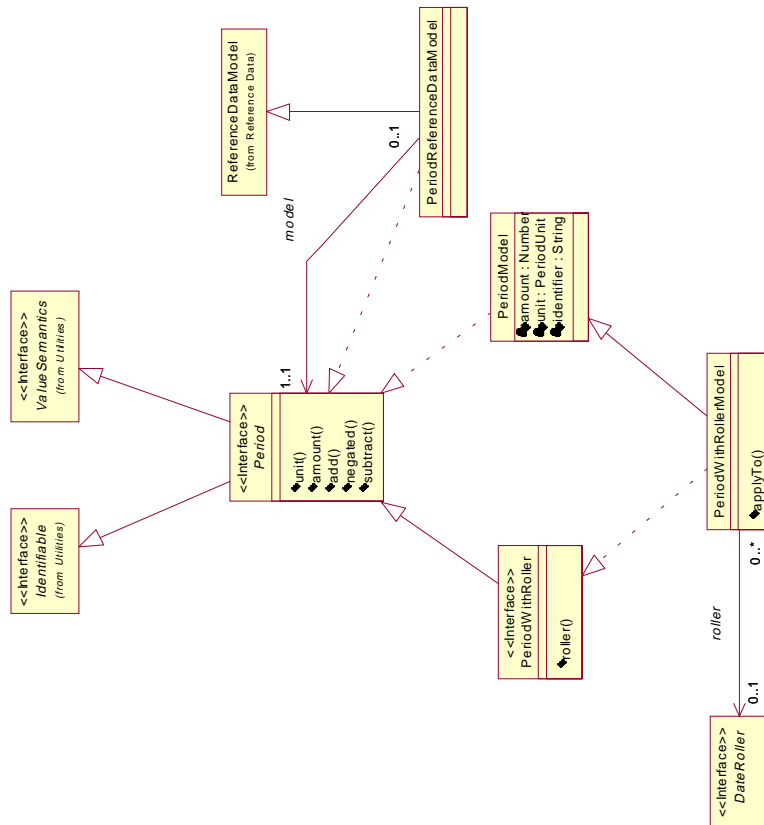 <<Interface>>
Identifiable
(from Utilities)
<<Interface>>
ValueSemantics
(from Utilities)
ReferenceDataModel
(from Reference Data)
<<Interface>>
Period
unit()
amount()
add()
negated()
subtract()
1..1
model
0..1
PeriodReferenceDataModel
<<Interface>>
PeriodWithRoller
roller()
PeriodModel
amount : Number
unit : PeriodUnit
identifier : String
<<Interface>>
DateRoller
0..1
roller
0..*
PeriodWithRollerModel
applyTo()